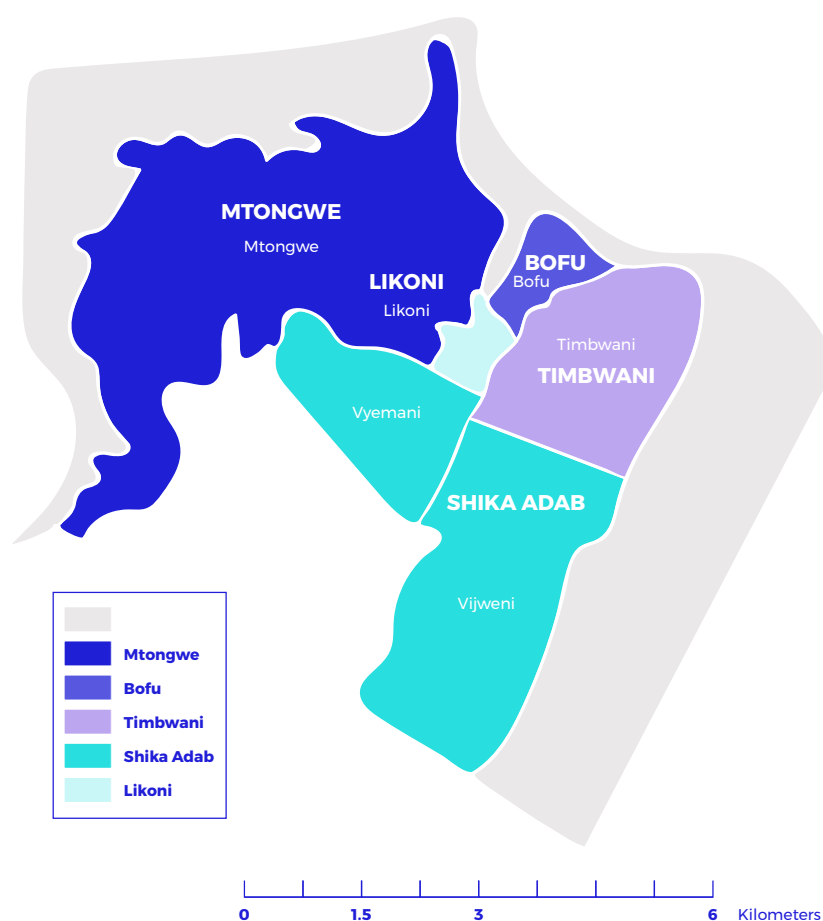 MTONGWE
Mtongwe
LIKONI
Likoni
BOFU
Bofu
Timbwani
TIMBWANI
Vyemani
SHIKA ADAB
Vijweni
Mtongwe
Bofu
Timbwani
Shika Adab
Likoni
0 1.5 3 6 Kilometers